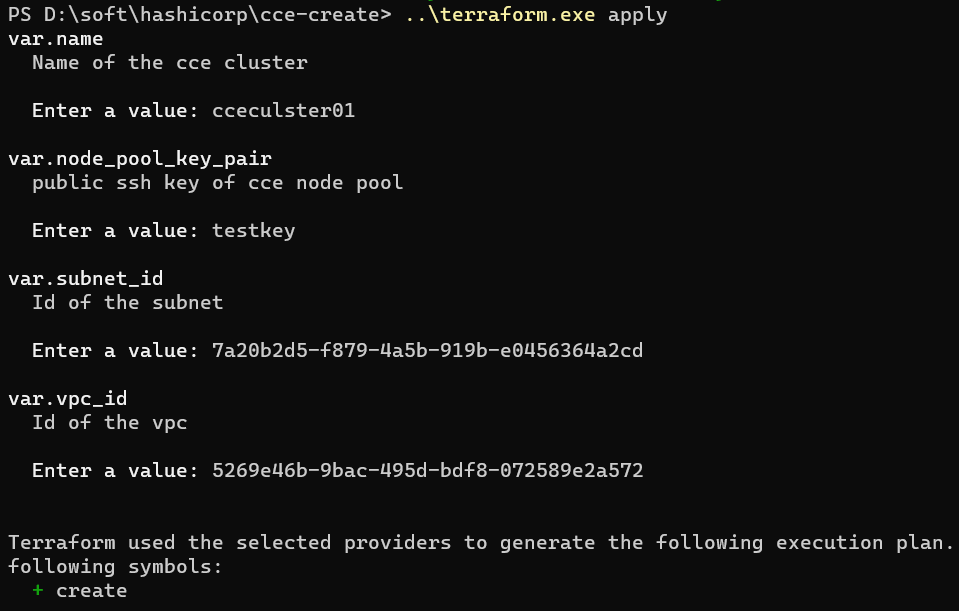 PS D:\soft\hashicorp\cce-create> ..\terraform.exe apply
var.name
  Name of the cce cluster

  Enter a value: cceculster01

var.node_pool_key_pair
  public ssh key of cce node pool

  Enter a value: testkey

var.subnet_id
  Id of the subnet

  Enter a value: 7a20b2d5-f879-4a5b-919b-e0456364a2cd

var.vpc_id
  Id of the vpc

  Enter a value: 5269e46b-9bac-495d-bdf8-072589e2a572


Terraform used the selected providers to generate the following execution plan.
following symbols:
  + create